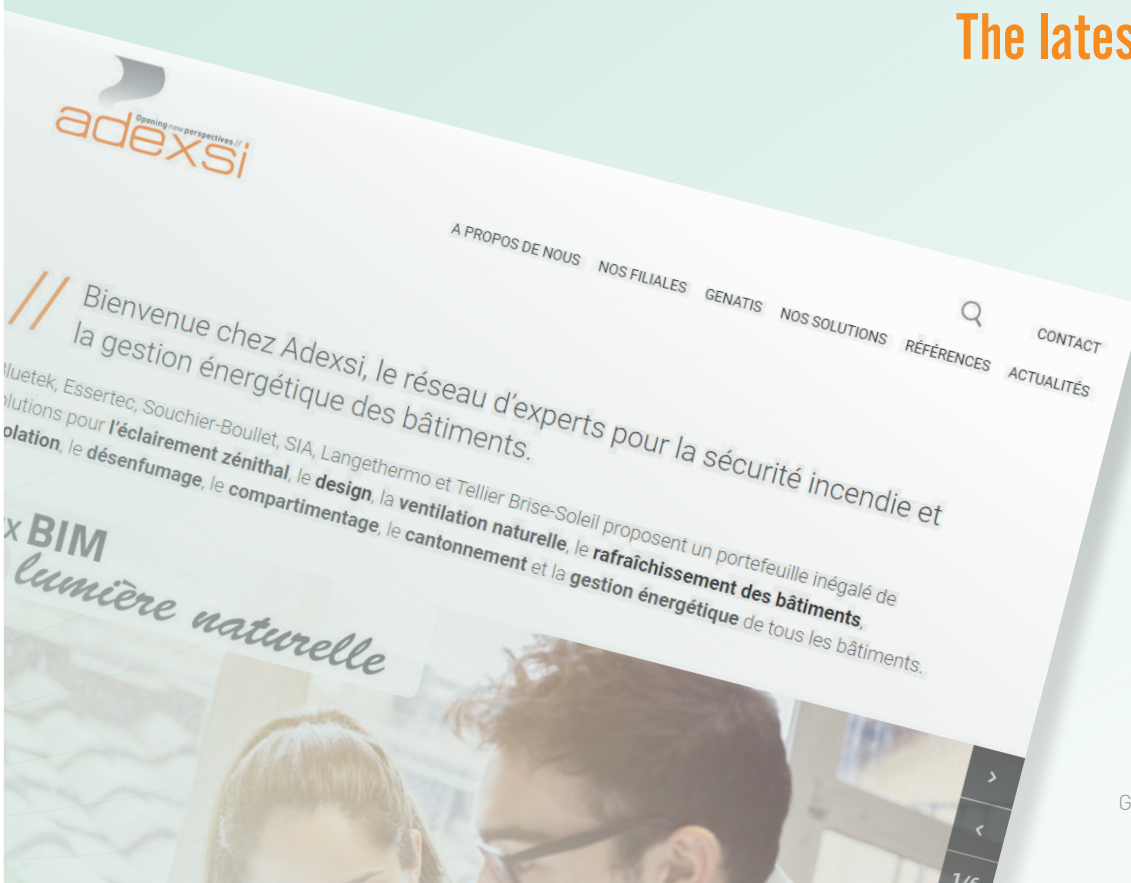 The lates
Opening new perspectives //
adexsi
A PROPOS DE NOUS NOS FILIALES GENATIS NOS SOLUTIONS RÉFÉRENCES ACTUALITÉS
CONTACT
// Bienvenue chez Adexsi, le réseau d'experts pour la sécurité incendie et
la gestion énergétique des bâtiments.
Bluetek, Essertec, Souchier-Boullet, SIA, Langethermo et Tellier Brise-Soleil proposent un portefeuille inégalé de
olutions pour l'éclairement zénithal, le design, la ventilation naturelle, le rafraîchissement des bâtiments,
olation, le désenfumage, le compartimentage, le cantonnement et la gestion énergétique de tous les bâtiments.
x BIM
lumière naturelle
›
‹
1/6
G